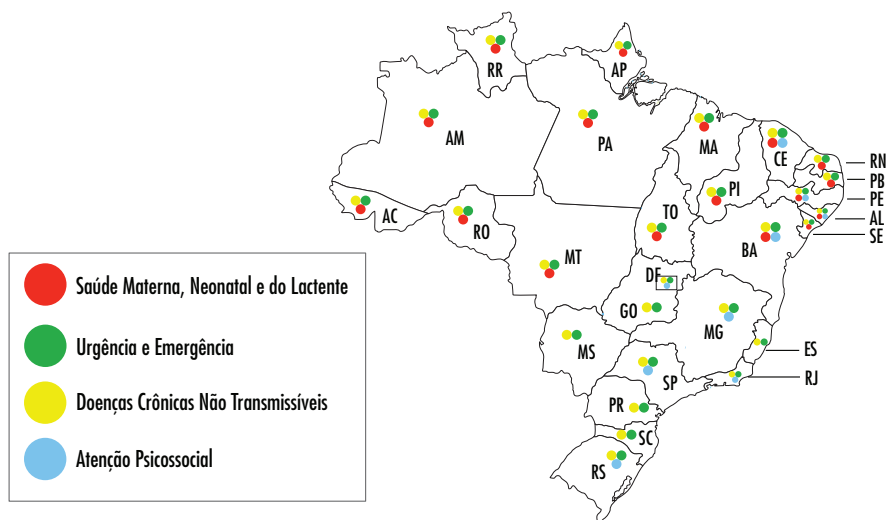 RR
AP
AM
PA
MA
CE
RN
PB
PE
AL
SE
PI
TO
AC
RO
BA
MT
DF
GO
MG
MS
ES
RJ
SP
PR
SC
RS
Saúde Materna, Neonatal e do Lactente
Urgência e Emergência
Doenças Crônicas Não Transmissíveis
Atenção Psicossocial